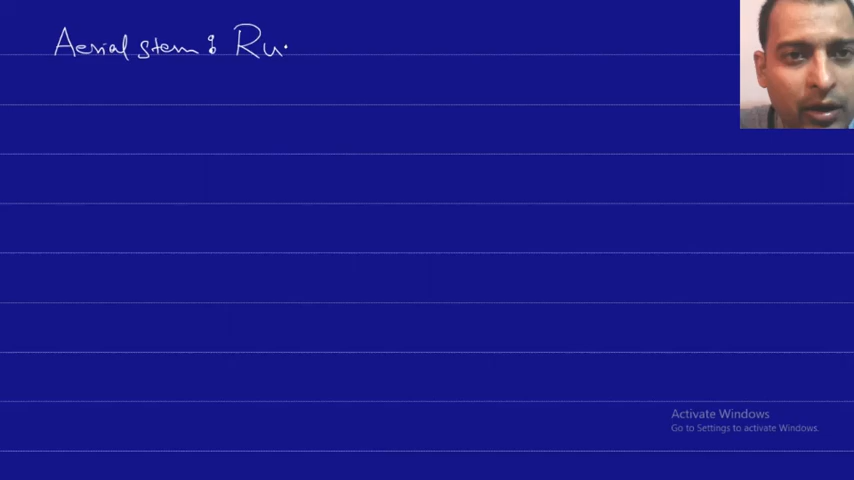 Aerial stem : Ru
Activate Windows
Go to Settings to activate Windows.